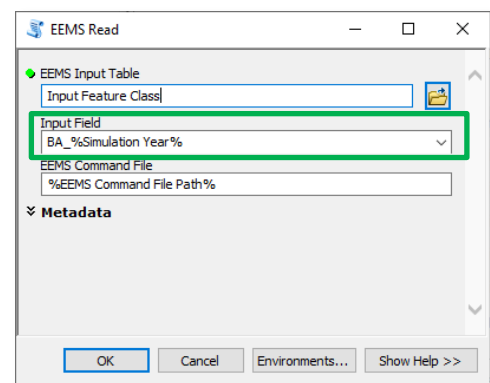 EEMS Read
EEMS Input Table
Input Feature Class
Input Field
BA_%Simulation Year%
EEMS Command File
%EEMS Command File Path%
Metadata
OK Cancel Environments... Show Help >>